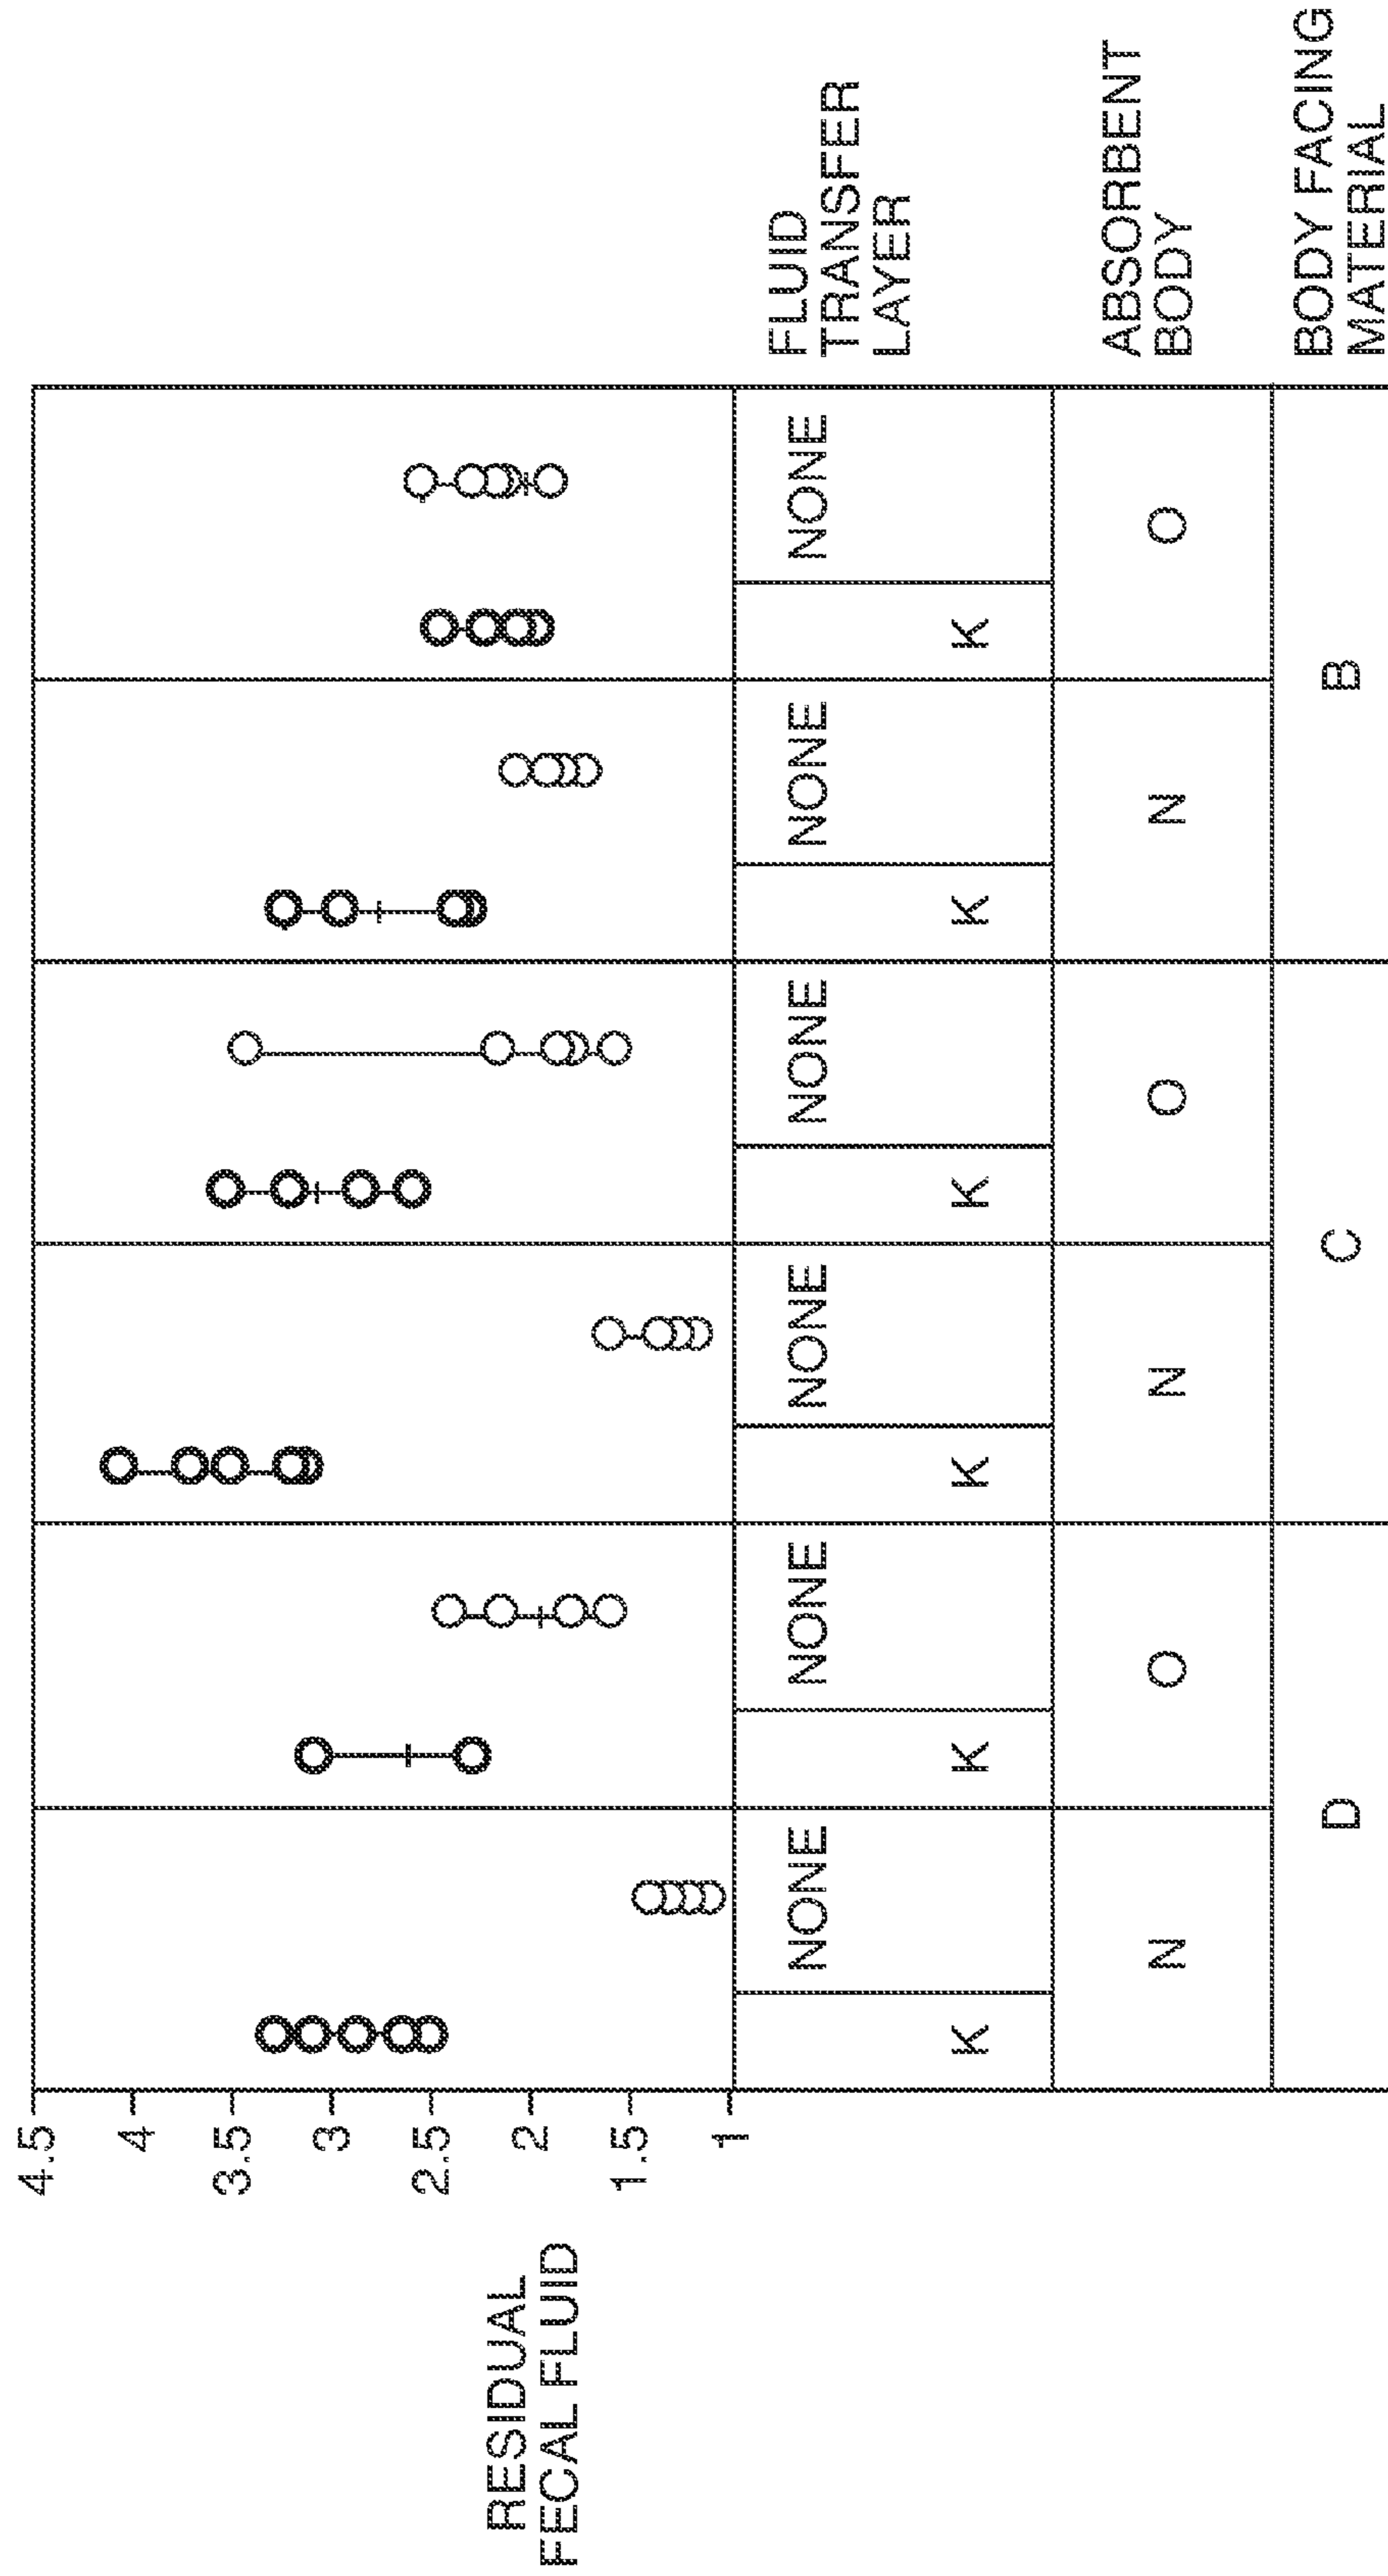 RESIDUAL
FECAL FLUID
4.5
4
3.5
3
2.5
2
1.5
1
NONE NONE NONE NONE NONE NONE
K K K K K K
FLUID
TRANSFER
LAYER
N O N O N O
ABSORBENT
BODY
D C B
BODY FACING
MATERIAL